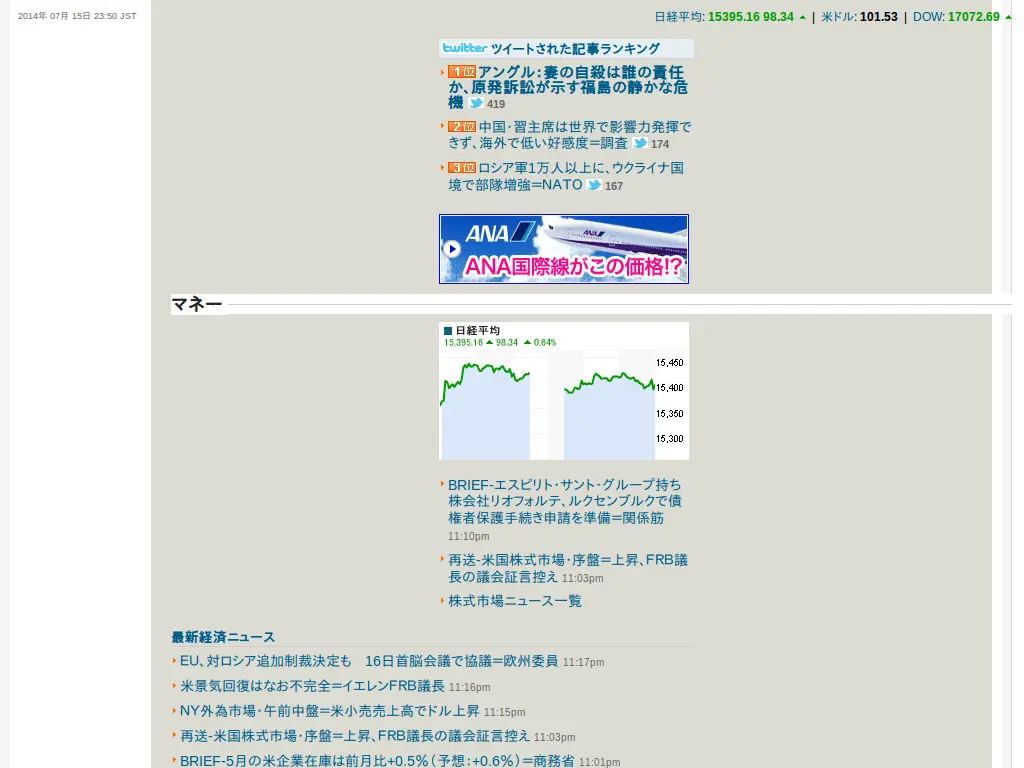 2014年 07月 15日 23:50 JST
日経平均: 15395.16 98.34 | 米ドル: 101.53 | DOW: 17072.69
twitter ツイートされた記事ランキング
1位 アングル：妻の自殺は誰の責任
か、原発訴訟が示す福島の静かな危
機 419
2位 中国・習主席は世界で影響力発揮で
きず、海外で低い好感度＝調査 174
3位 ロシア軍1万人以上に、ウクライナ国
境で部隊増強＝NATO 167
ANA ANA
ANA国際線がこの価格!?
マネー
日経平均
15,395.16 98.34 0.64%
15,450
15,400
15,350
15,300
BRIEF-エスピリト・サント・グループ持ち
株会社リオフォルテ、ルクセンブルクで債
権者保護手続き申請を準備＝関係筋
11:10pm
再送-米国株式市場・序盤＝上昇、FRB議
長の議会証言控え 11:03pm
株式市場ニュース一覧
最新経済ニュース
EU、対ロシア追加制裁決定も　16日首脳会議で協議＝欧州委員 11:17pm
米景気回復はなお不完全＝イエレンFRB議長 11:16pm
NY外為市場・午前中盤＝米小売売上高でドル上昇 11:15pm
再送-米国株式市場・序盤＝上昇、FRB議長の議会証言控え 11:03pm
BRIEF-5月の米企業在庫は前月比+0.5％（予想：+0.6％）＝商務省 11:01pm